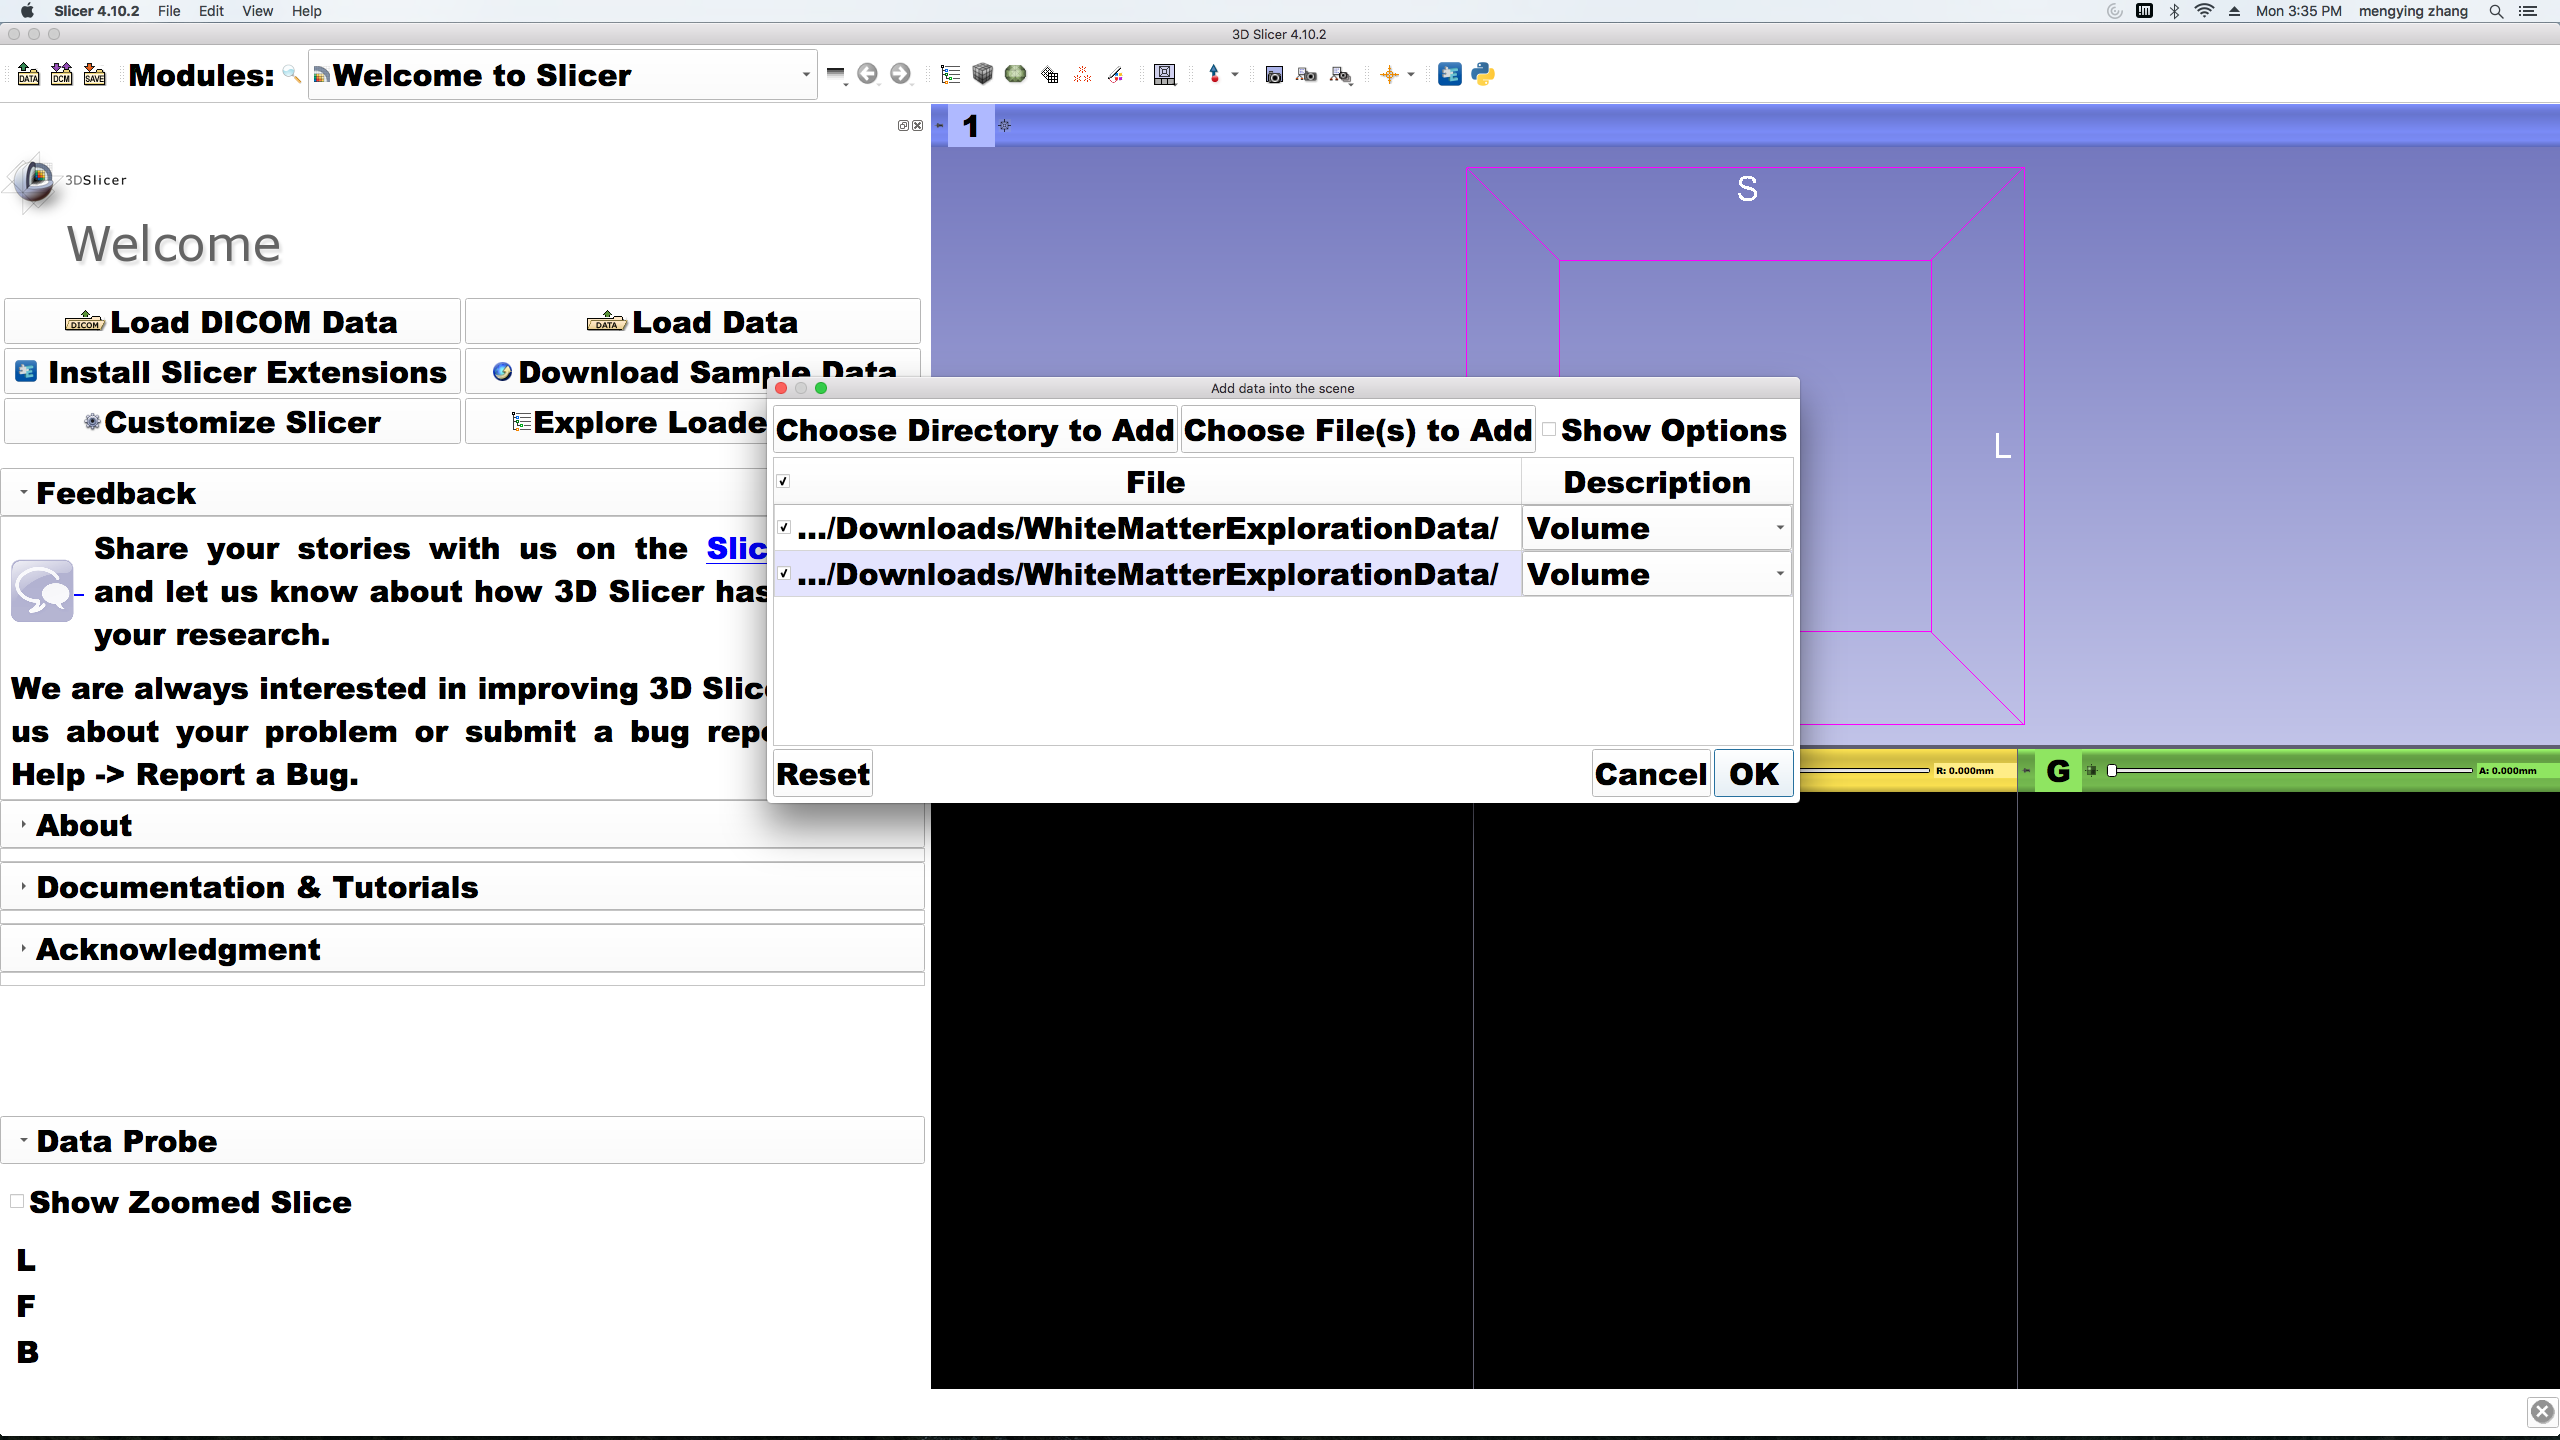 Slicer 4.10.2 File Edit View Help
Mon 3:35 PM mengying zhang
3D Slicer 4.10.2
DATA DCM SAVE Modules: Welcome to Slicer
1
3DSlicer
Welcome
S
L
DICOM Load DICOM Data
DATA Load Data
Install Slicer Extensions
Download Sample Data
Customize Slicer
Explore Loade
Feedback
Share your stories with us on the Slic
and let us know about how 3D Slicer has
your research.
We are always interested in improving 3D Slic
us about your problem or submit a bug repo
Help -> Report a Bug.
About
Documentation & Tutorials
Acknowledgment
Data Probe
Show Zoomed Slice
L
F
B
Add data into the scene
Choose Directory to Add Choose File(s) to Add Show Options
File Description
.../Downloads/WhiteMatterExplorationData/ Volume
.../Downloads/WhiteMatterExplorationData/ Volume
Reset Cancel OK
R: 0.000mm
G
A: 0.000mm